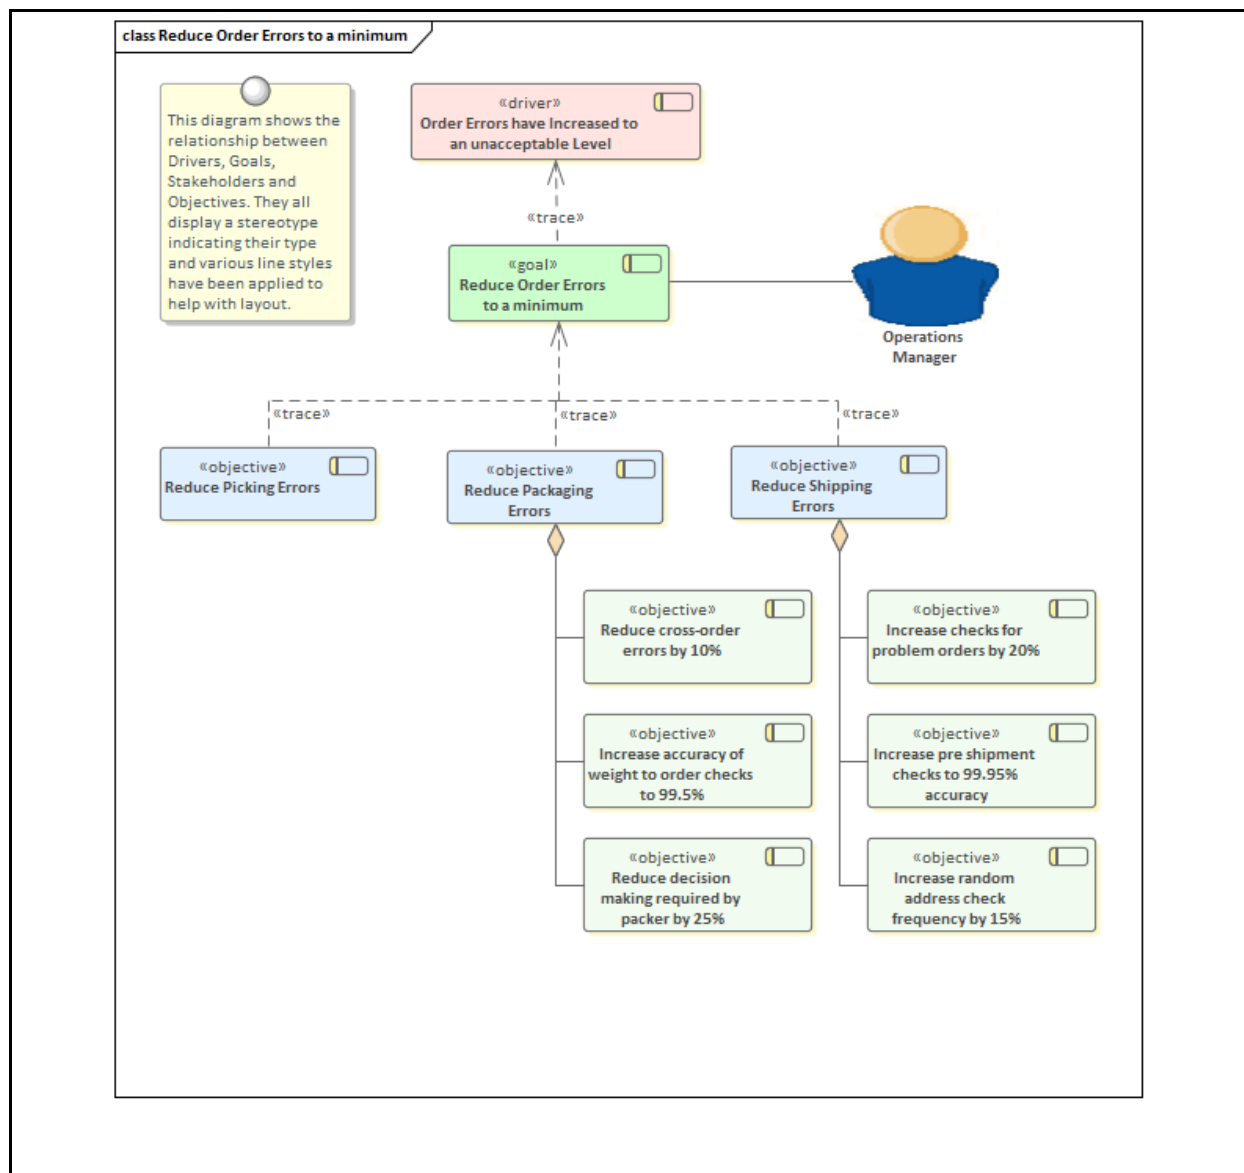 class Reduce Order Errors to a minimum
This diagram shows the
relationship between
Drivers, Goals,
Stakeholders and
Objectives. They all
display a stereotype
indicating their type
and various line styles
have been applied to
help with layout.
«driver»
Order Errors have Increased to
an unacceptable Level
«trace»
«goal»
Reduce Order Errors
to a minimum
Operations
Manager
«trace»
«trace»
«trace»
«objective»
Reduce Picking Errors
«objective»
Reduce Packaging
Errors
«objective»
Reduce Shipping
Errors
«objective»
Reduce cross-order
errors by 10%
«objective»
Increase accuracy of
weight to order checks
to 99.5%
«objective»
Reduce decision
making required by
packer by 25%
«objective»
Increase checks for
problem orders by 20%
«objective»
Increase pre shipment
checks to 99.95%
accuracy
«objective»
Increase random
address check
frequency by 15%